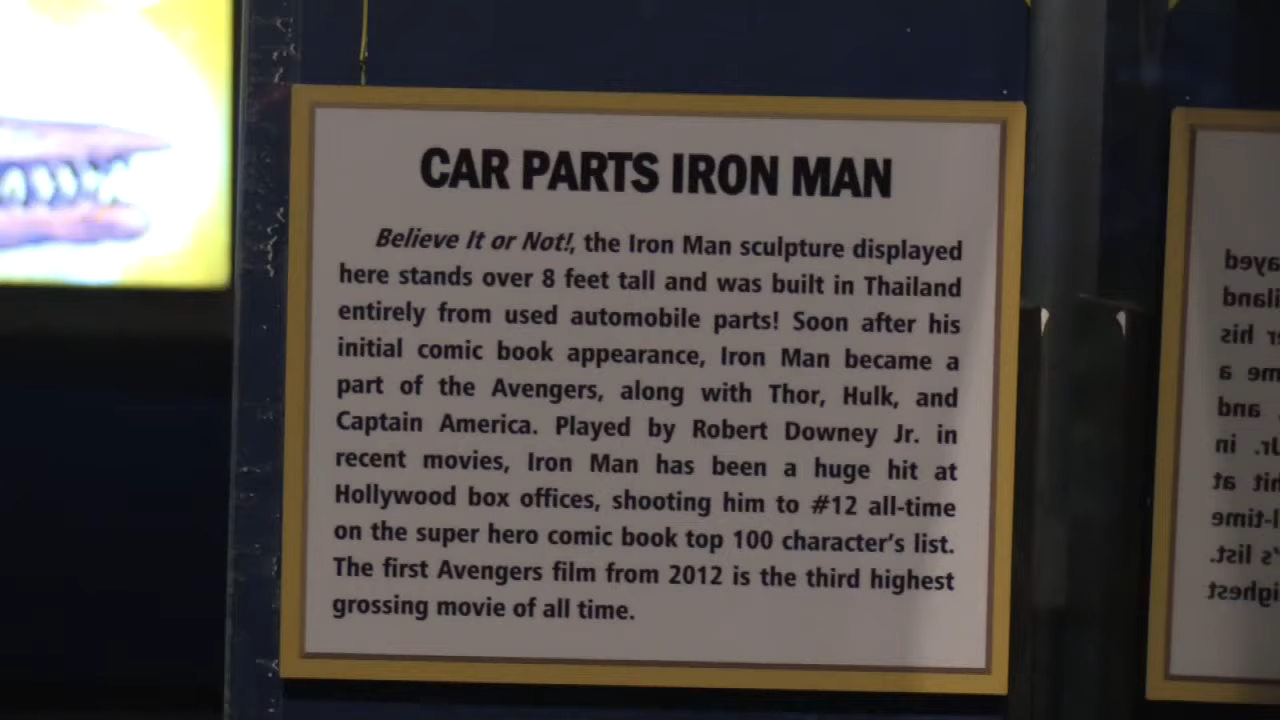 CAR PARTS IRON MAN
Believe It or Not!, the Iron Man sculpture displayed
here stands over 8 feet tall and was built in Thailand
entirely from used automobile parts! Soon after his
initial comic book appearance, Iron Man became a
part of the Avengers, along with Thor, Hulk, and
Captain America. Played by Robert Downey Jr. in
recent movies, Iron Man has been a huge hit at
Hollywood box offices, shooting him to #12 all-time
on the super hero comic book top 100 character's list.
The first Avengers film from 2012 is the third highest
grossing movie of all time.